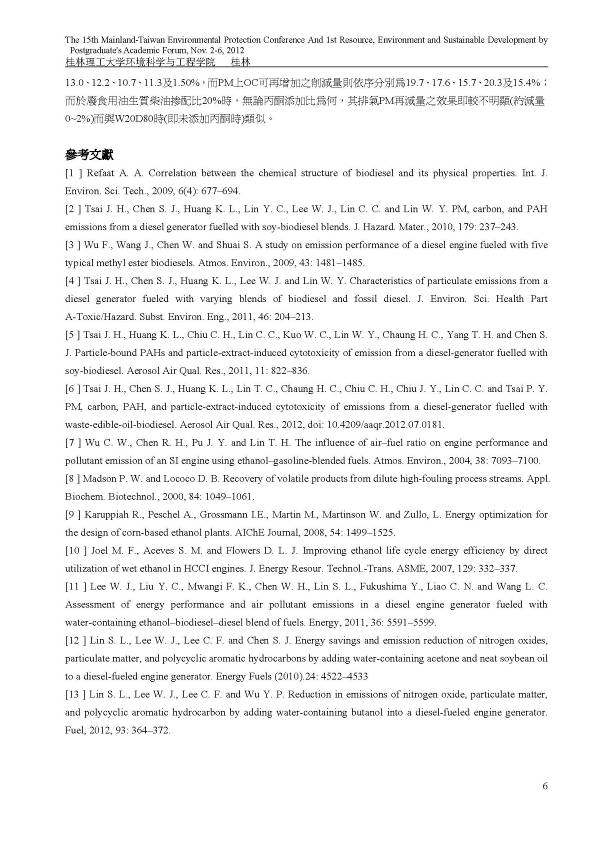 The 15th Mainland-Taiwan Environmental Protection Conference And 1st Resource, Environment and Sustainable Development by
Postgraduate's Academic Forum, Nov. 2-6, 2012
桂林理工大学环境科学与工程学院 桂林
13.0、12.2、10.7、11.3及1.50%，而PM上OC可再增加之削減量則依序分別為19.7、17.6、15.7、20.3及15.4%；
而於廢食用油生質柴油摻配比20%時，無論丙酮添加比為何，其排氣PM再減量之效果即較不明顯(約減量
0~2%)而與W20D80時(即未添加丙酮時)類似。
參考文獻
[1 ] Refaat A. A. Correlation between the chemical structure of biodiesel and its physical properties. Int. J.
Environ. Sci. Tech., 2009, 6(4): 677–694.
[2 ] Tsai J. H., Chen S. J., Huang K. L., Lin Y. C., Lee W. J., Lin C. C. and Lin W. Y. PM, carbon, and PAH
emissions from a diesel generator fuelled with soy-biodiesel blends. J. Hazard. Mater., 2010, 179: 237–243.
[3 ] Wu F., Wang J., Chen W. and Shuai S. A study on emission performance of a diesel engine fueled with five
typical methyl ester biodiesels. Atmos. Environ., 2009, 43: 1481–1485.
[4 ] Tsai J. H., Chen S. J., Huang K. L., Lee W. J. and Lin W. Y. Characteristics of particulate emissions from a
diesel generator fueled with varying blends of biodiesel and fossil diesel. J. Environ. Sci. Health Part
A-Toxic/Hazard. Subst. Environ. Eng., 2011, 46: 204–213.
[5 ] Tsai J. H., Huang K. L., Chiu C. H., Lin C. C., Kuo W. C., Lin W. Y., Chaung H. C., Yang T. H. and Chen S.
J. Particle-bound PAHs and particle-extract-induced cytotoxicity of emission from a diesel-generator fuelled with
soy-biodiesel. Aerosol Air Qual. Res., 2011, 11: 822–836.
[6 ] Tsai J. H., Chen S. J., Huang K. L., Lin T. C., Chaung H. C., Chiu C. H., Chiu J. Y., Lin C. C. and Tsai P. Y.
PM, carbon, PAH, and particle-extract-induced cytotoxicity of emissions from a diesel-generator fuelled with
waste-edible-oil-biodiesel. Aerosol Air Qual. Res., 2012, doi: 10.4209/aaqr.2012.07.0181.
[7 ] Wu C. W., Chen R. H., Pu J. Y. and Lin T. H. The influence of air–fuel ratio on engine performance and
pollutant emission of an SI engine using ethanol–gasoline-blended fuels. Atmos. Environ., 2004, 38: 7093–7100.
[8 ] Madson P. W. and Lococo D. B. Recovery of volatile products from dilute high-fouling process streams. Appl.
Biochem. Biotechnol., 2000, 84: 1049–1061.
[9 ] Karuppiah R., Peschel A., Grossmann I.E., Martin M., Martinson W. and Zullo, L. Energy optimization for
the design of corn-based ethanol plants. AIChE Journal, 2008, 54: 1499–1525.
[10 ] Joel M. F., Aceves S. M. and Flowers D. L. J. Improving ethanol life cycle energy efficiency by direct
utilization of wet ethanol in HCCI engines. J. Energy Resour. Technol.-Trans. ASME, 2007, 129: 332–337.
[11 ] Lee W. J., Liu Y. C., Mwangi F. K., Chen W. H., Lin S. L., Fukushima Y., Liao C. N. and Wang L. C.
Assessment of energy performance and air pollutant emissions in a diesel engine generator fueled with
water-containing ethanol–biodiesel–diesel blend of fuels. Energy, 2011, 36: 5591–5599.
[12 ] Lin S. L., Lee W. J., Lee C. F. and Chen S. J. Energy savings and emission reduction of nitrogen oxides,
particulate matter, and polycyclic aromatic hydrocarbons by adding water-containing acetone and neat soybean oil
to a diesel-fueled engine generator. Energy Fuels (2010).24: 4522–4533
[13 ] Lin S. L., Lee W. J., Lee C. F. and Wu Y. P. Reduction in emissions of nitrogen oxide, particulate matter,
and polycyclic aromatic hydrocarbon by adding water-containing butanol into a diesel-fueled engine generator.
Fuel, 2012, 93: 364–372.
6